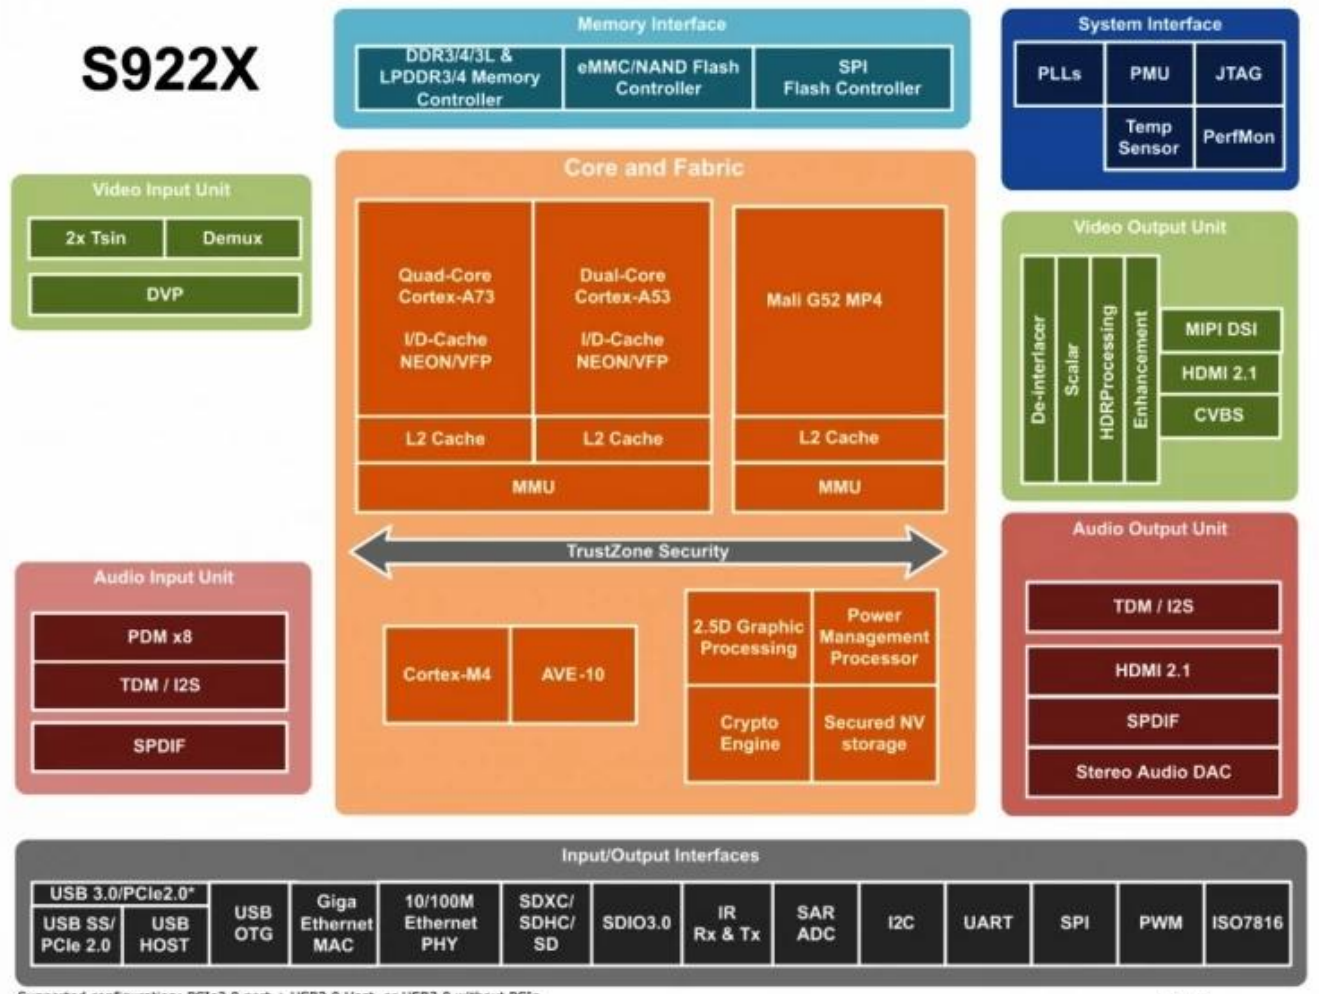 S922X
Memory Interface
DDR3/4/3L &
LPDDR3/4 Memory
Controller
eMMC/NAND Flash
Controller
SPI
Flash Controller
System Interface
PLLs
PMU
JTAG
Temp
Sensor
PerfMon
Video Input Unit
2x Tsin
Demux
DVP
Core and Fabric
Quad-Core
Cortex-A73
I/D-Cache
NEON/VFP
Dual-Core
Cortex-A53
I/D-Cache
NEON/VFP
Mali G52 MP4
L2 Cache
L2 Cache
L2 Cache
MMU
MMU
TrustZone Security
Cortex-M4
AVE-10
2.5D Graphic
Processing
Power
Management
Processor
Crypto
Engine
Secured NV
storage
Video Output Unit
De-interlacer
Scalar
HDRProcessing
Enhancement
MIPI DSI
HDMI 2.1
CVBS
Audio Input Unit
PDM x8
TDM / I2S
SPDIF
Audio Output Unit
TDM / I2S
HDMI 2.1
SPDIF
Stereo Audio DAC
Input/Output Interfaces
USB 3.0/PCIe2.0*
USB SS/
PCIe 2.0
USB
HOST
USB
OTG
Giga
Ethernet
MAC
10/100M
Ethernet
PHY
SDXC/
SDHC/
SD
SDIO3.0
IR
Rx & Tx
SAR
ADC
I2C
UART
SPI
PWM
ISO7816